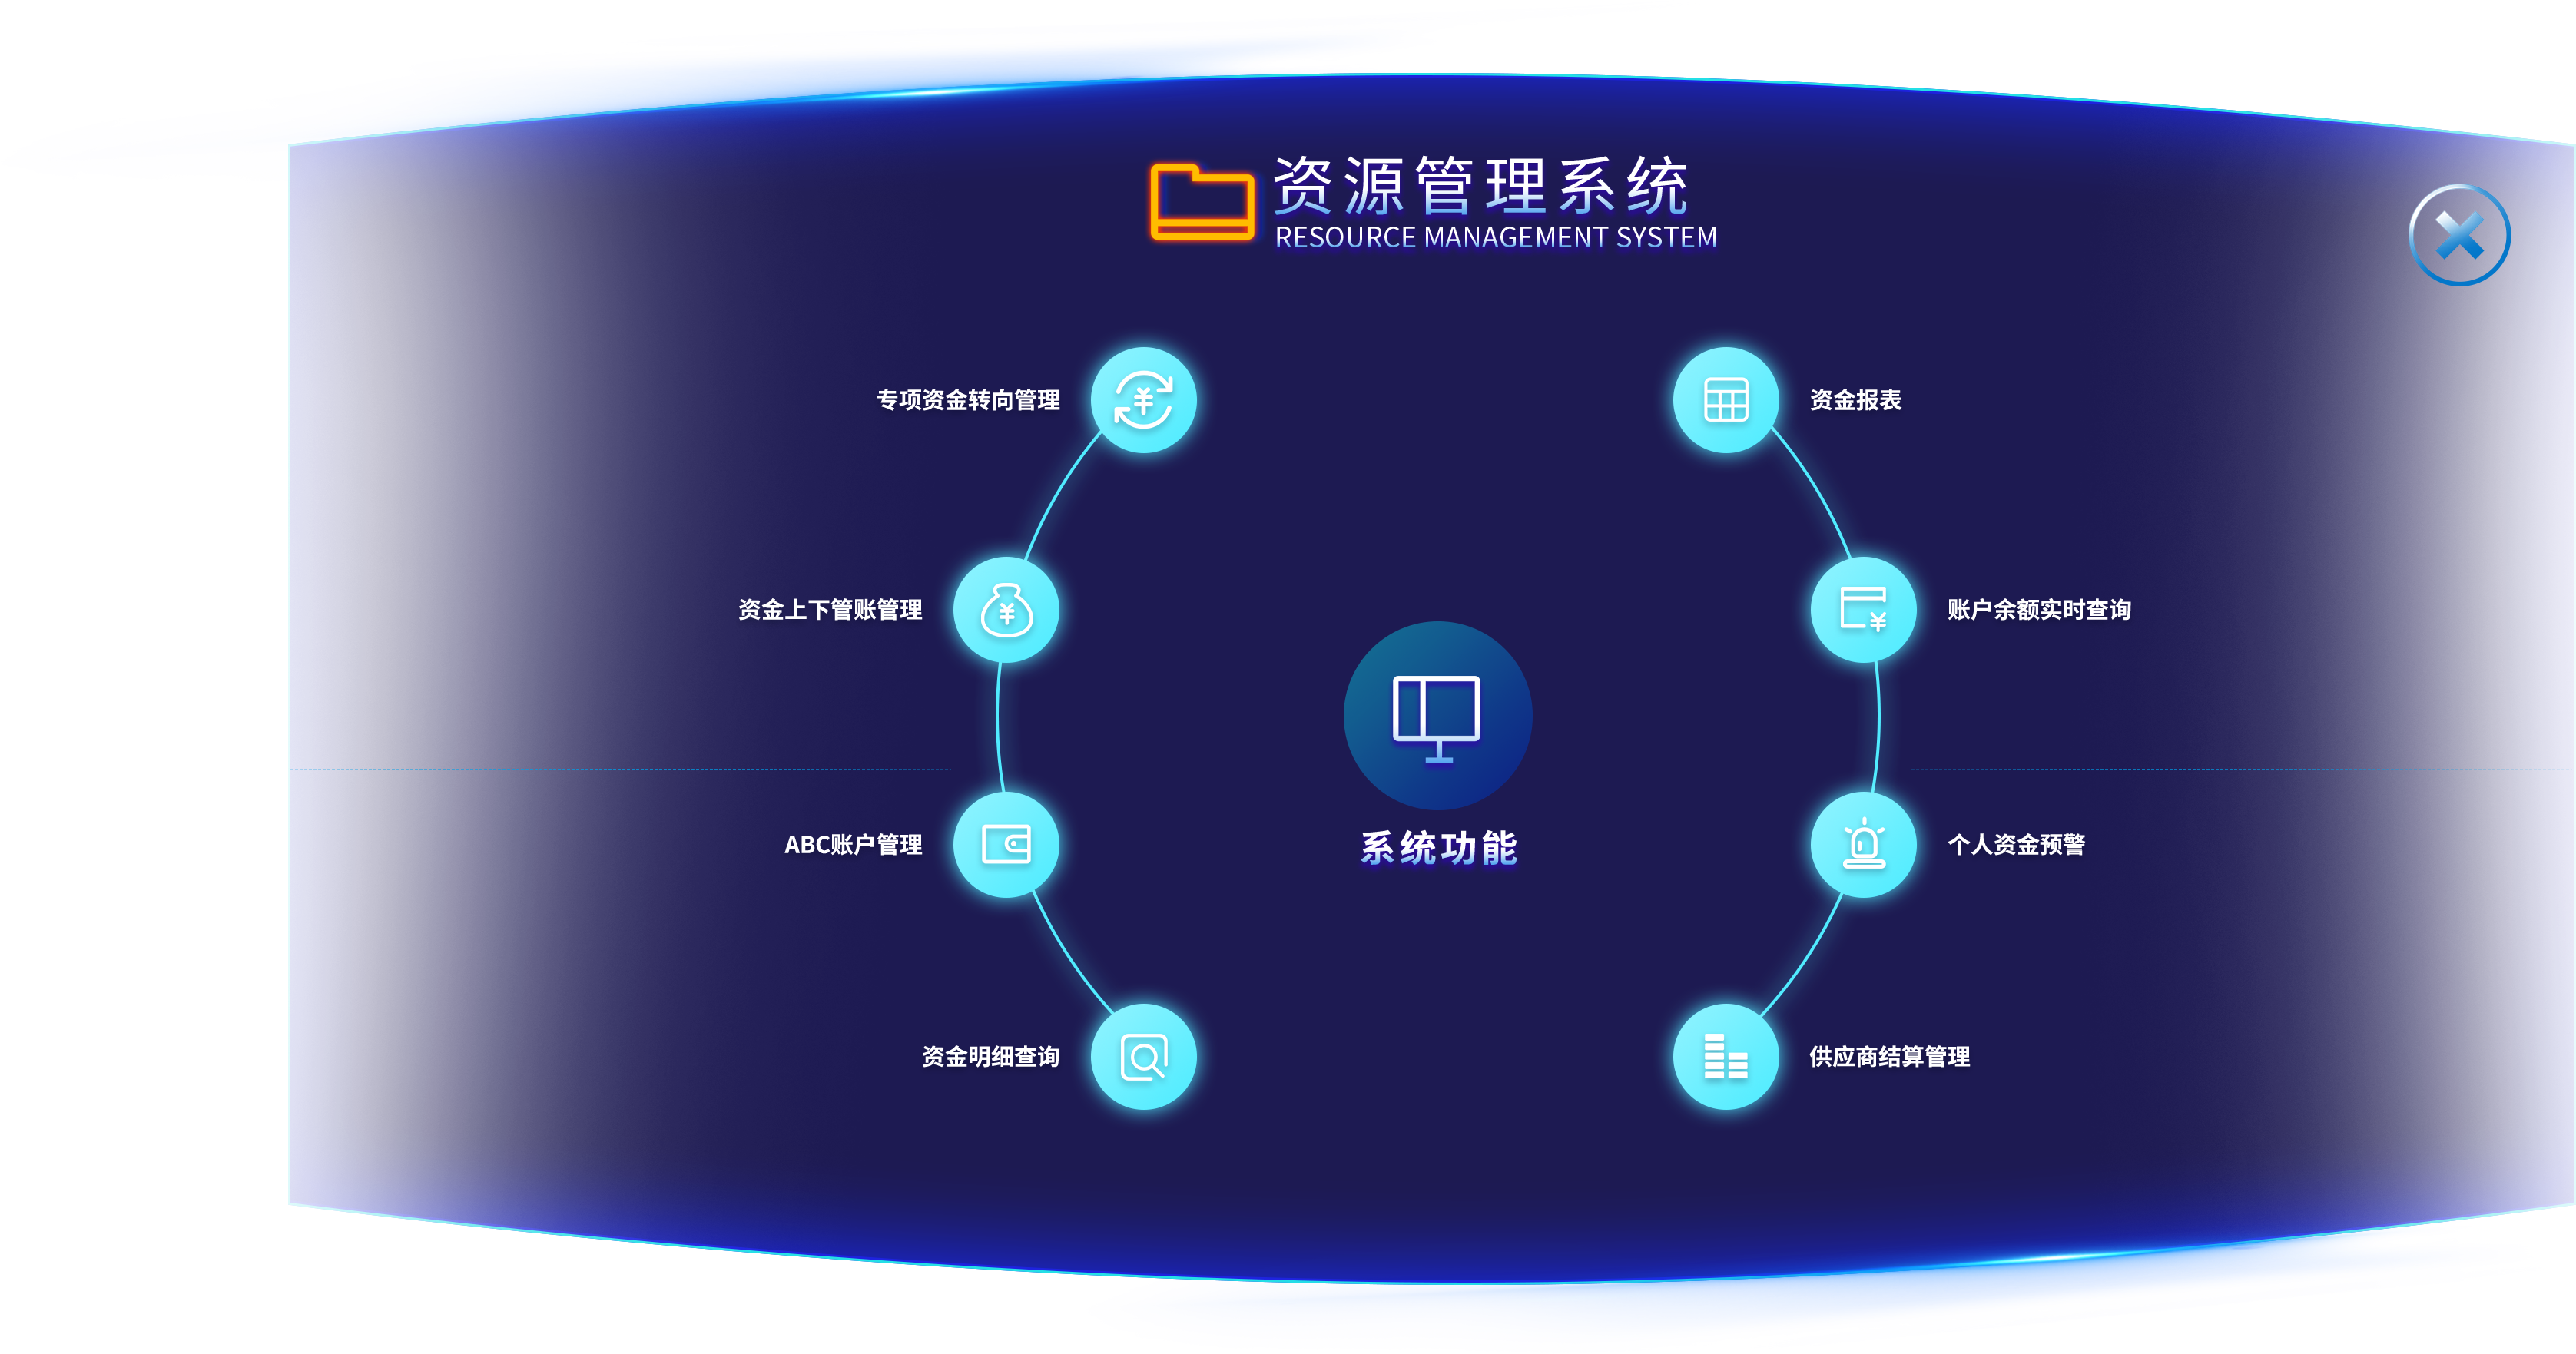 资源管理系统
RESOURCE MANAGEMENT SYSTEM
专项资金转向管理
资金上下管账管理
ABC账户管理
资金明细查询
系统功能
资金报表
账户余额实时查询
个人资金预警
供应商结算管理